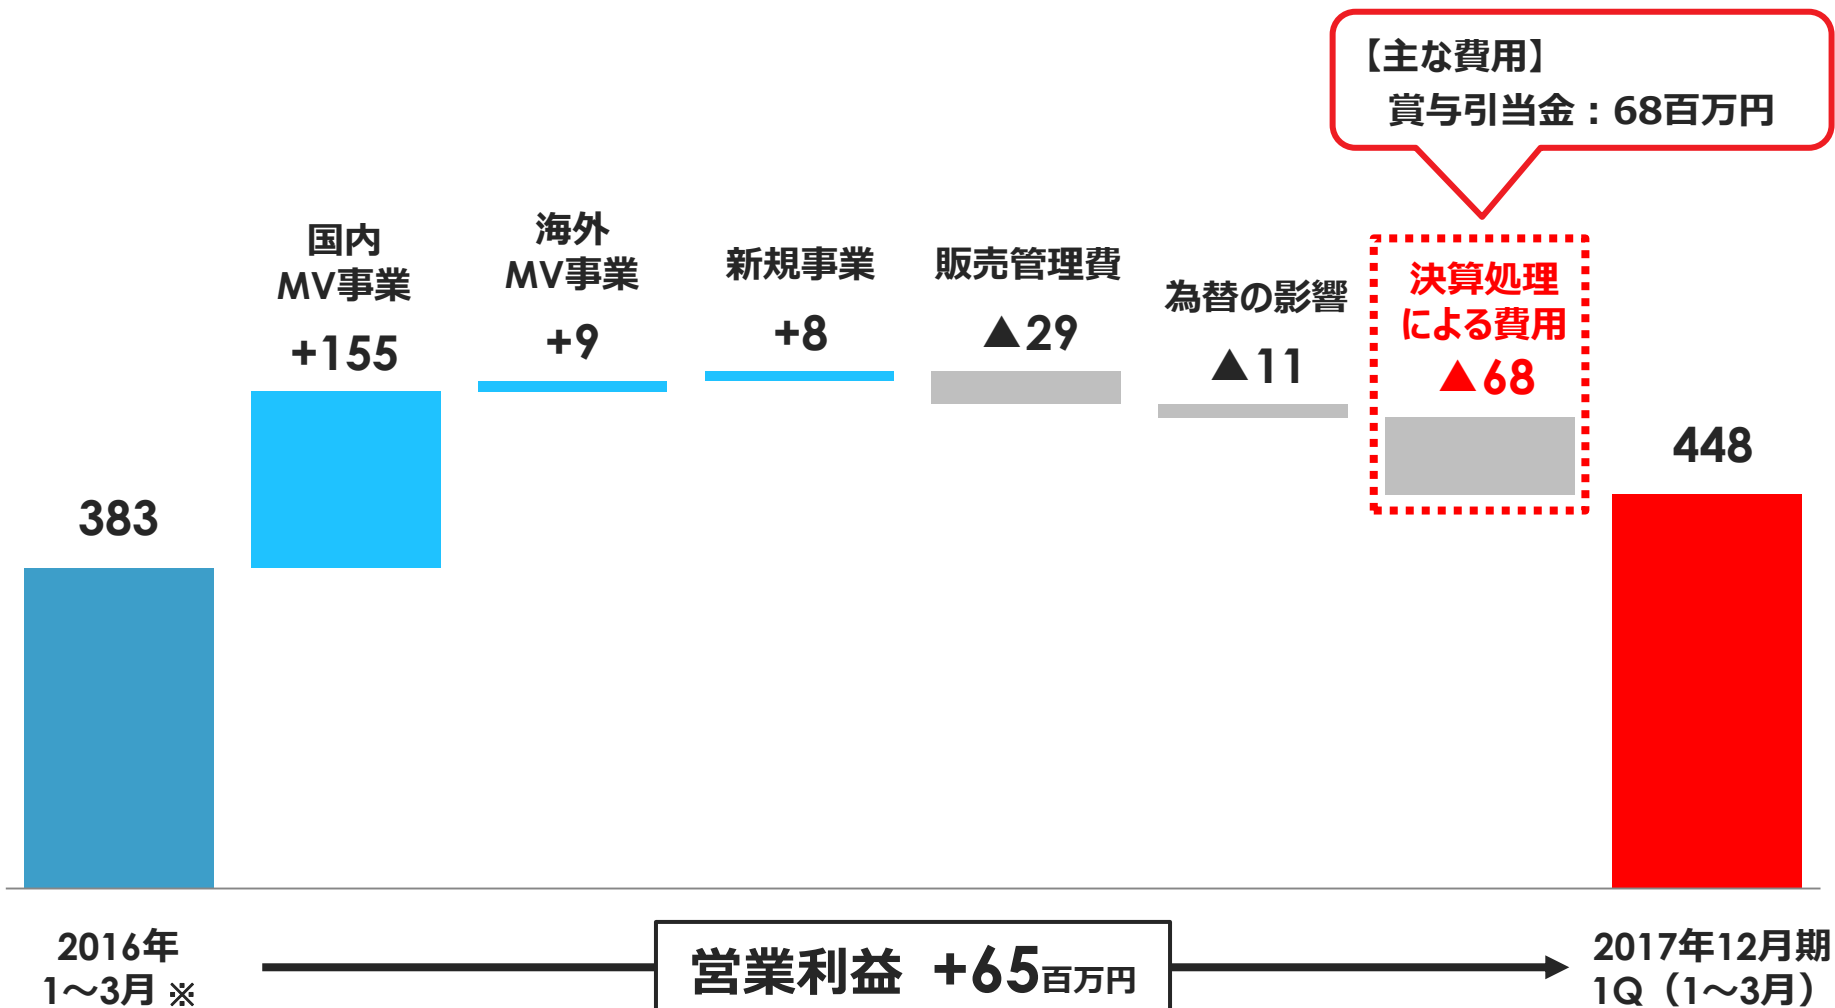 【主な費用】
賞与引当金：68百万円
国内
MV事業
+155
海外
MV事業
+9
新規事業
+8
販売管理費
▲29
為替の影響
▲11
決算処理
による費用
▲68
383
448
2016年
1～3月 ※
営業利益 +65百万円
2017年12月期
1Q（1～3月）